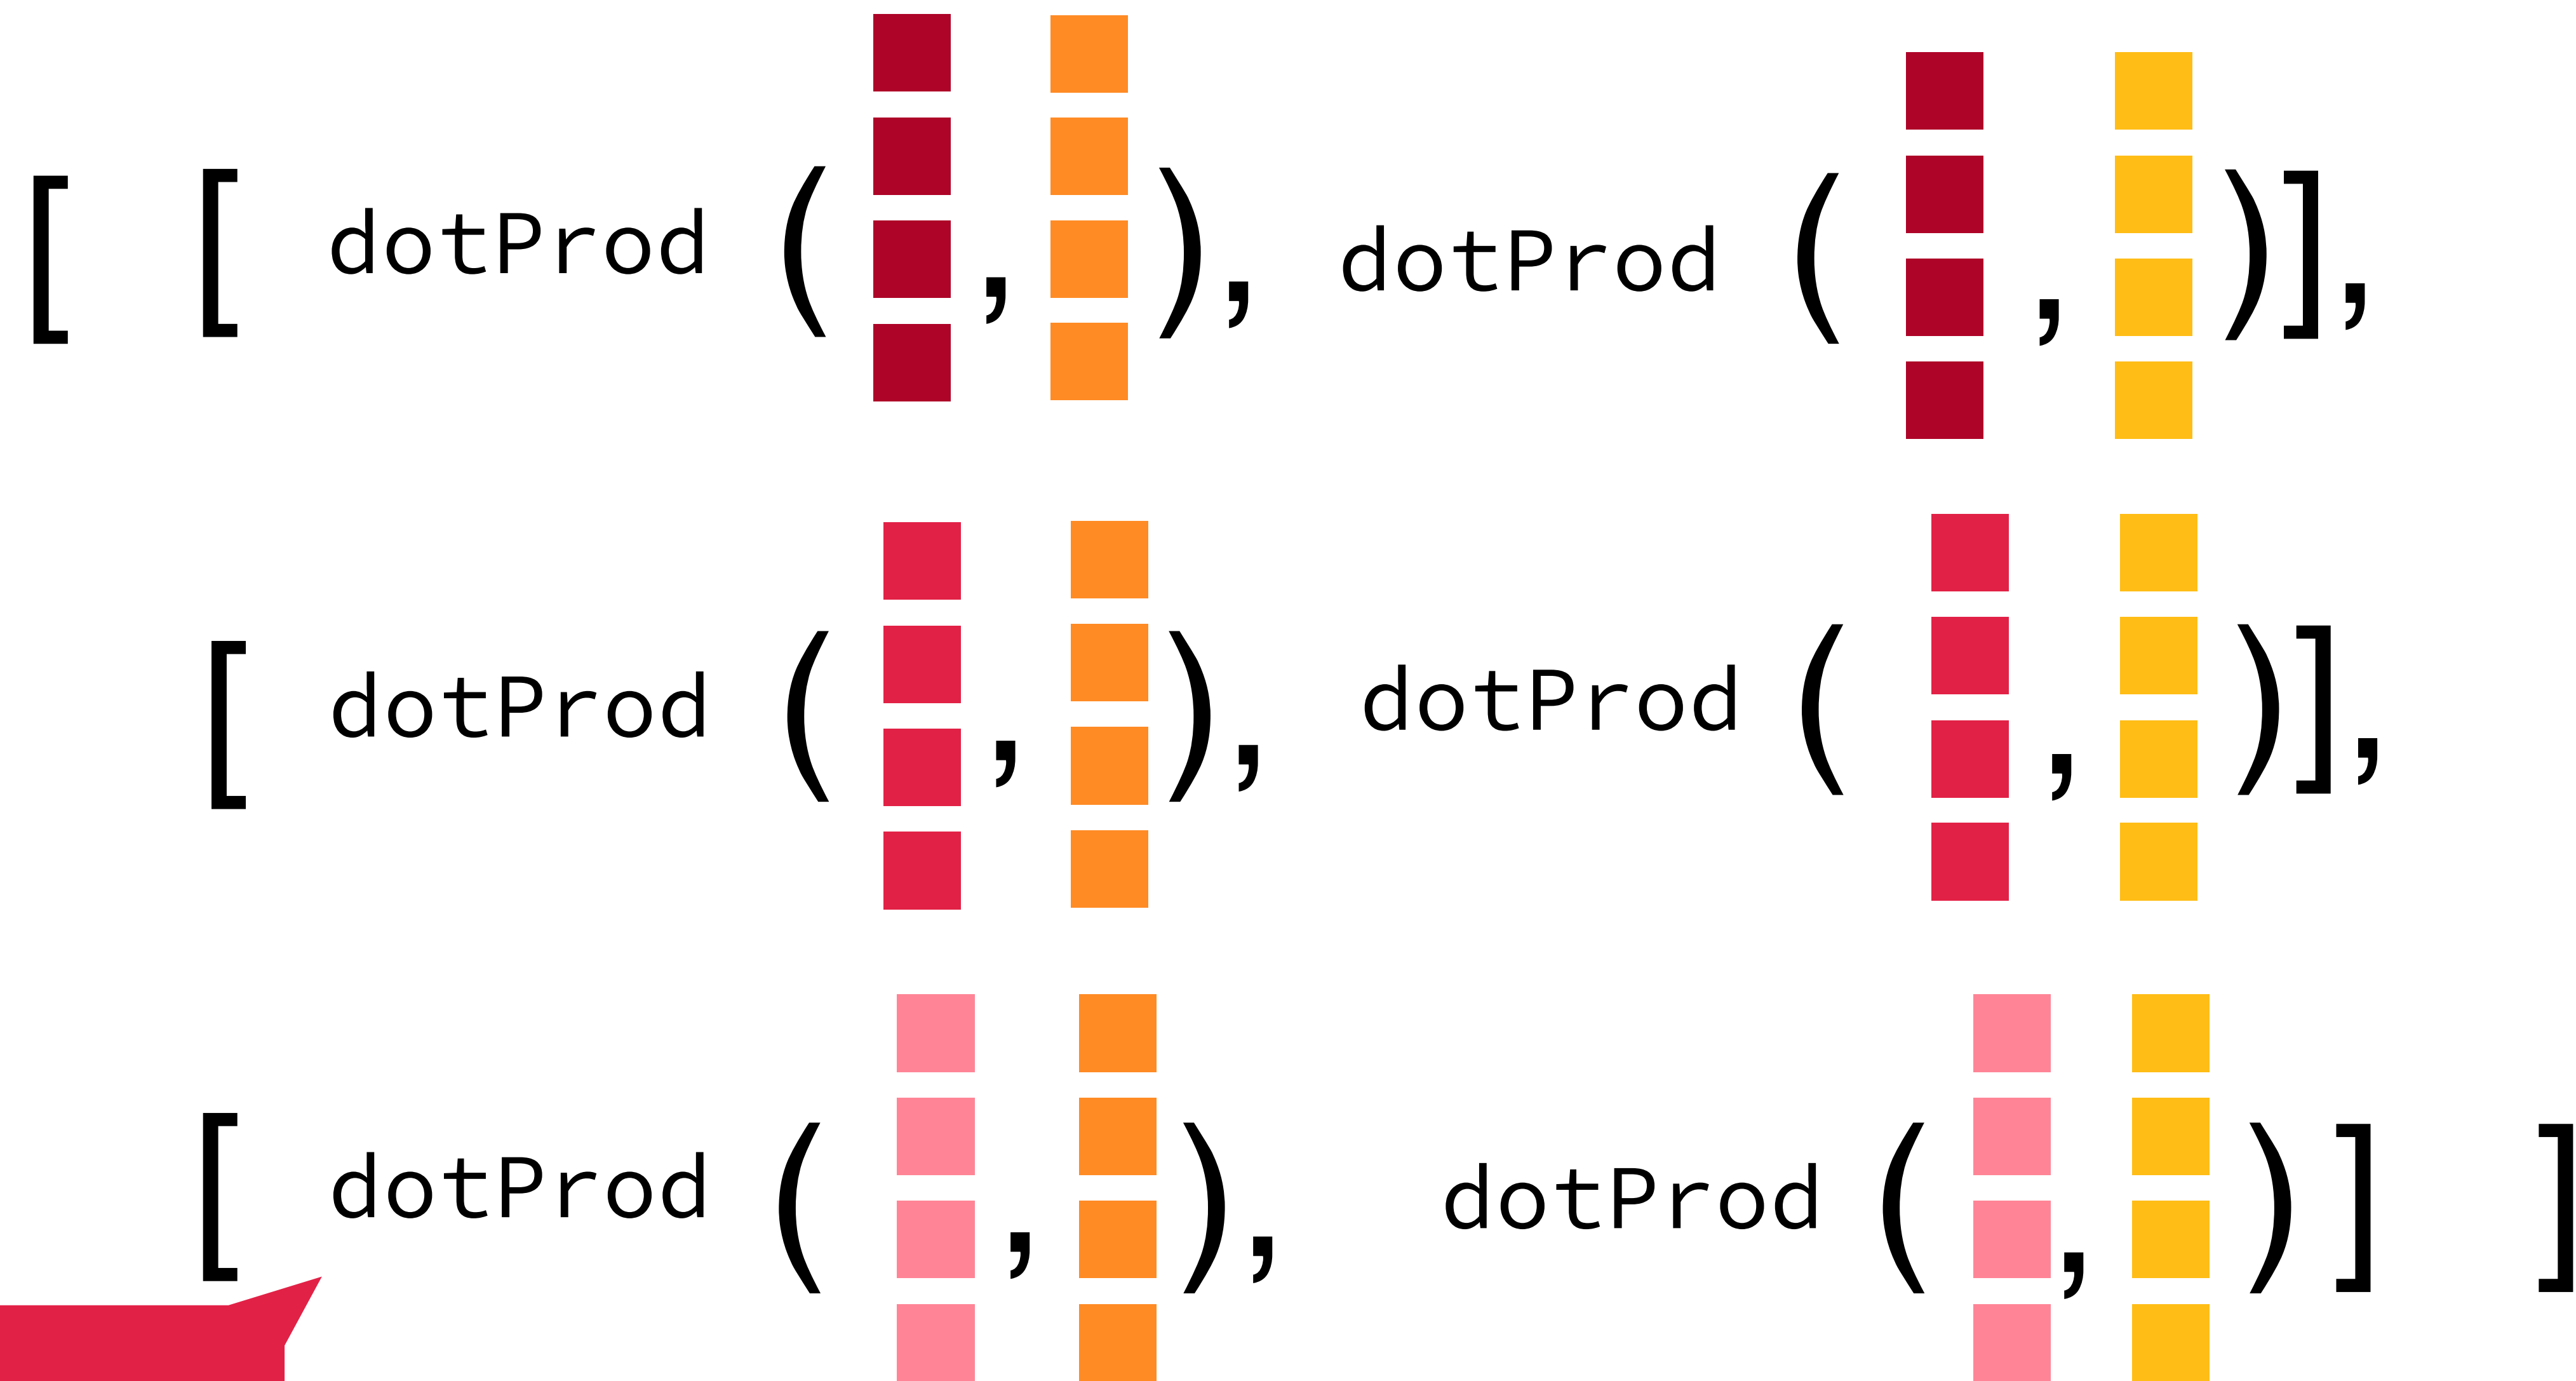 [ [ dotProd ( , ), dotProd ( , )],
[ dotProd ( , ), dotProd ( , )],
[ dotProd ( , ), dotProd ( , )] ]